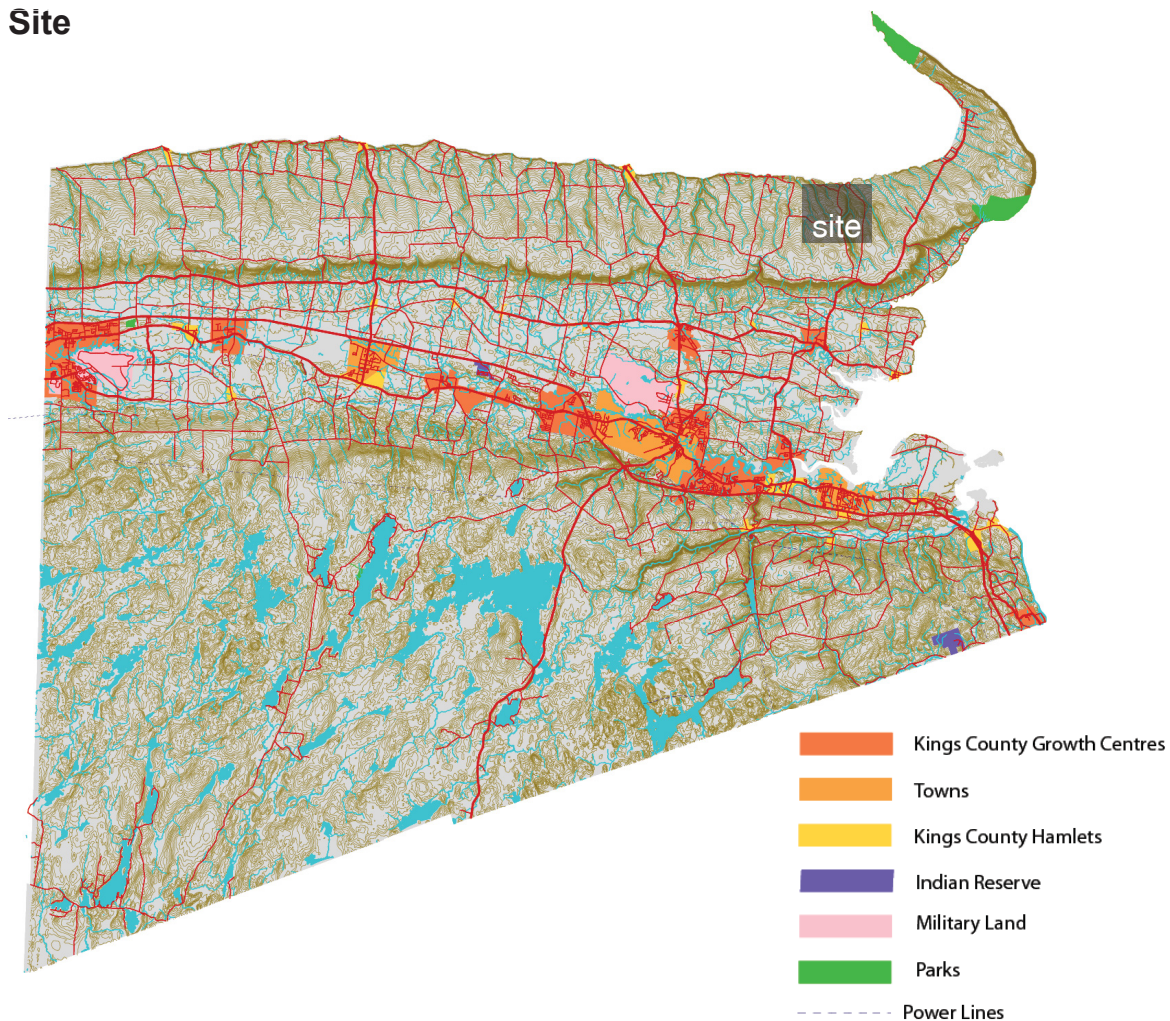 Site
site
Kings County Growth Centres
Towns
Kings County Hamlets
Indian Reserve
Military Land
Parks
Power Lines